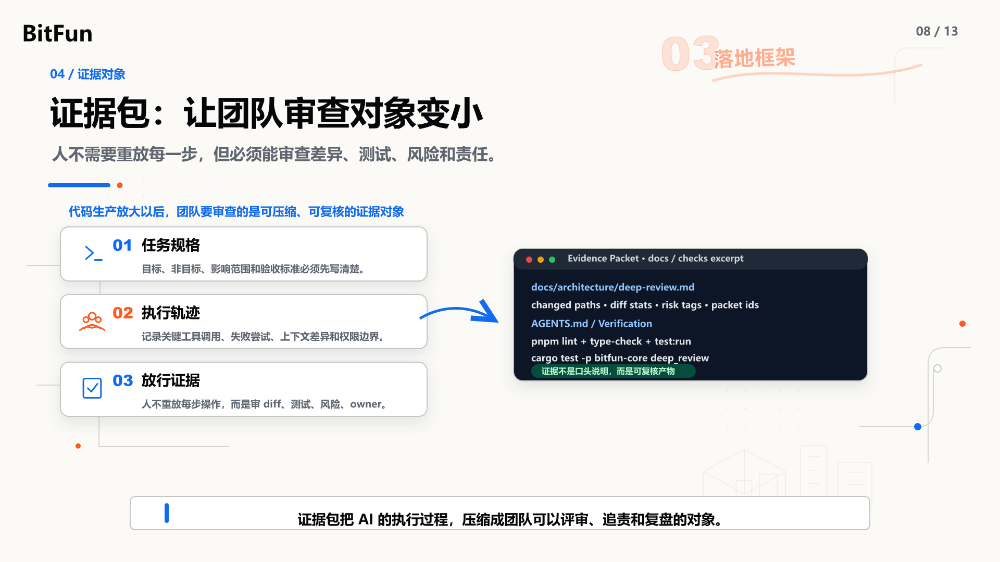 BitFun
08 / 13
03
落地框架
04 / 证据对象
证据包：让团队审查对象变小
人不需要重放每一步，但必须能审查差异、测试、风险和责任。
代码生产放大以后，团队要审查的是可压缩、可复核的证据对象
01 任务规格
目标、非目标、影响范围和验收标准必须先写清楚。
02 执行轨迹
记录关键工具调用、失败尝试、上下文差异和权限边界。
03 放行证据
人不重放每步操作，而是审 diff、测试、风险、owner。
Evidence Packet • docs / checks excerpt
docs/architecture/deep-review.md
changed paths • diff stats • risk tags • packet ids
AGENTS.md / Verification
pnpm lint + type-check + test:run
cargo test -p bitfun-core deep_review
证据不是口头说明，而是可复核产物
证据包把 AI 的执行过程，压缩成团队可以评审、追责和复盘的对象。